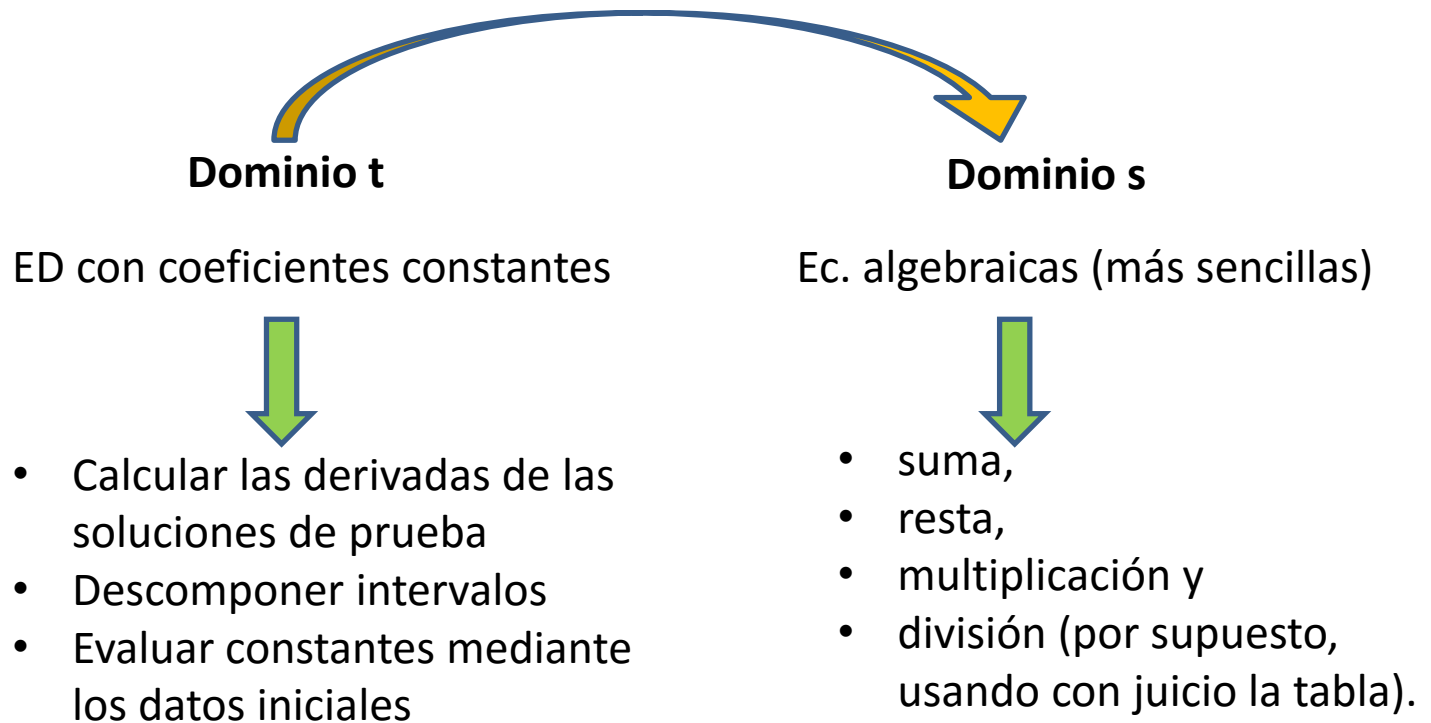 Dominio t
ED con coeficientes constantes
• Calcular las derivadas de las
soluciones de prueba
• Descomponer intervalos
• Evaluar constantes mediante
los datos iniciales
Dominio s
Ec. algebraicas (más sencillas)
• suma,
• resta,
• multiplicación y
• división (por supuesto,
usando con juicio la tabla).